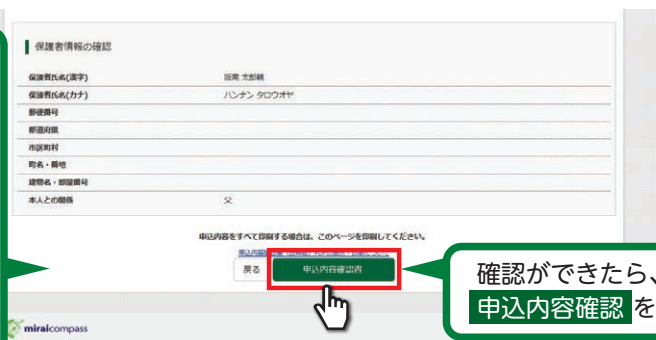 保護者情報の確認
保護者氏名(漢字) 阪南 太郎親
保護者氏名(カナ) ハンナン タロウオヤ
郵便番号
都道府県
市区町村
町名・番地
建物名・部屋番号
本人との関係 父
申込内容をすべて印刷する場合は、このページを印刷してください。
戻る 申込内容確認書
確認ができたら、
申込内容確認 を
miraicompass